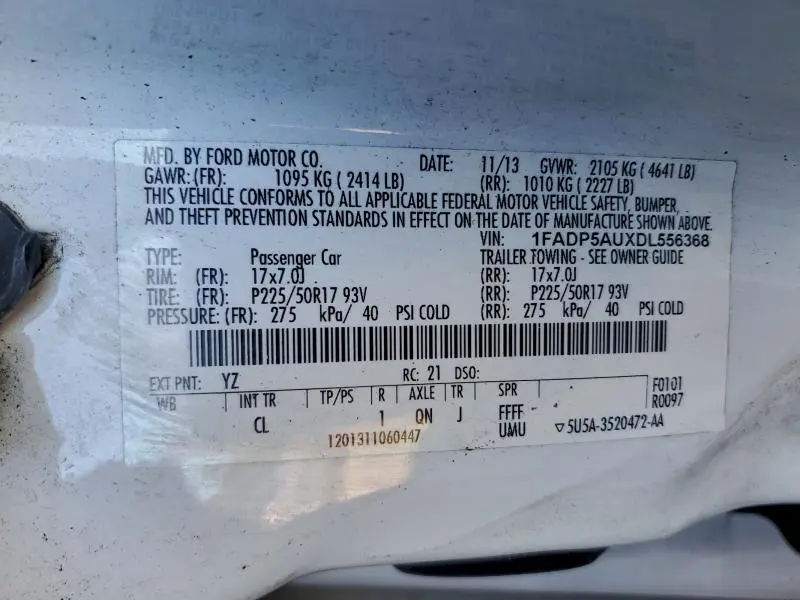 MFD. BY FORD MOTOR CO. DATE: 11/13 GVWR: 2105 KG ( 4641 LB)
GAWR: (FR): 1095 KG ( 2414 LB) (RR): 1010 KG ( 2227 LB)
THIS VEHICLE CONFORMS TO ALL APPLICABLE FEDERAL MOTOR VEHICLE SAFETY, BUMPER,
AND THEFT PREVENTION STANDARDS IN EFFECT ON THE DATE OF MANUFACTURE SHOWN ABOVE.
VIN: 1FADP5AUXDL556368
TYPE: Passenger Car TRAILER TOWING - SEE OWNER GUIDE
RIM: (FR): 17x7.0J (RR): 17x7.0J
TIRE: (FR): P225/50R17 93V (RR): P225/50R17 93V
PRESSURE: (FR): 275 kPa/ 40 PSI COLD (RR): 275 kPa/ 40 PSI COLD
EXT PNT: YZ RC: 21 DSO: F0101
WB INT TR TP/PS R AXLE TR SPR R0097
CL 1 QN J FFFF
UMU ▽5U5A-3520472-AA
1201311060447